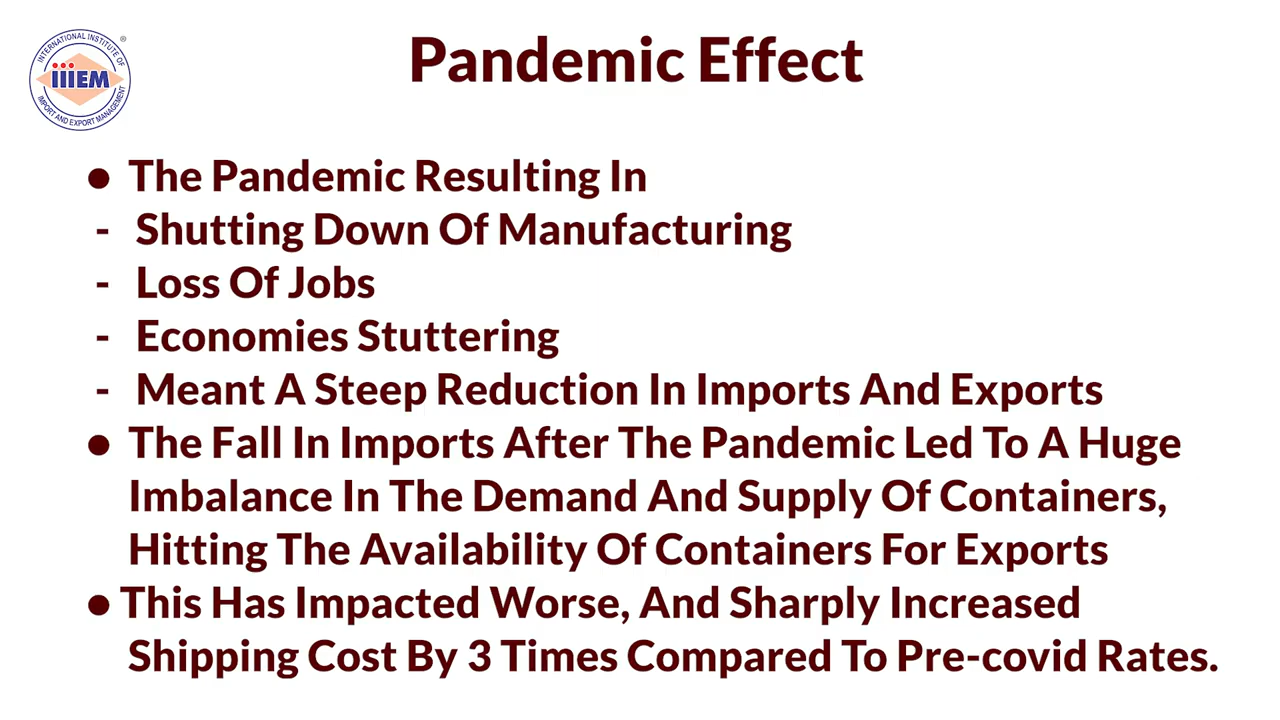 INTERNATIONAL INSTITUTE OF
iiiEM
IMPORT AND EXPORT MANAGEMENT
®
Pandemic Effect
● The Pandemic Resulting In
- Shutting Down Of Manufacturing
- Loss Of Jobs
- Economies Stuttering
- Meant A Steep Reduction In Imports And Exports
● The Fall In Imports After The Pandemic Led To A Huge
Imbalance In The Demand And Supply Of Containers,
Hitting The Availability Of Containers For Exports
● This Has Impacted Worse, And Sharply Increased
Shipping Cost By 3 Times Compared To Pre-covid Rates.